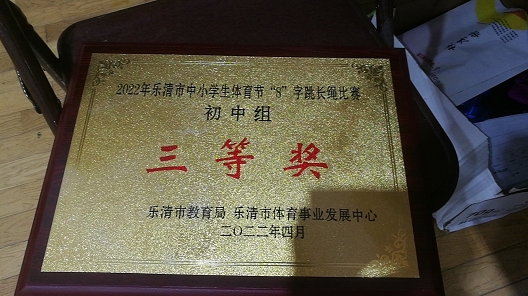 2022年乐清市中小学生体育节“8”字跳长绳比赛
初中组
三等奖
乐清市教育局 乐清市体育事业发展中心
二〇二二年四月